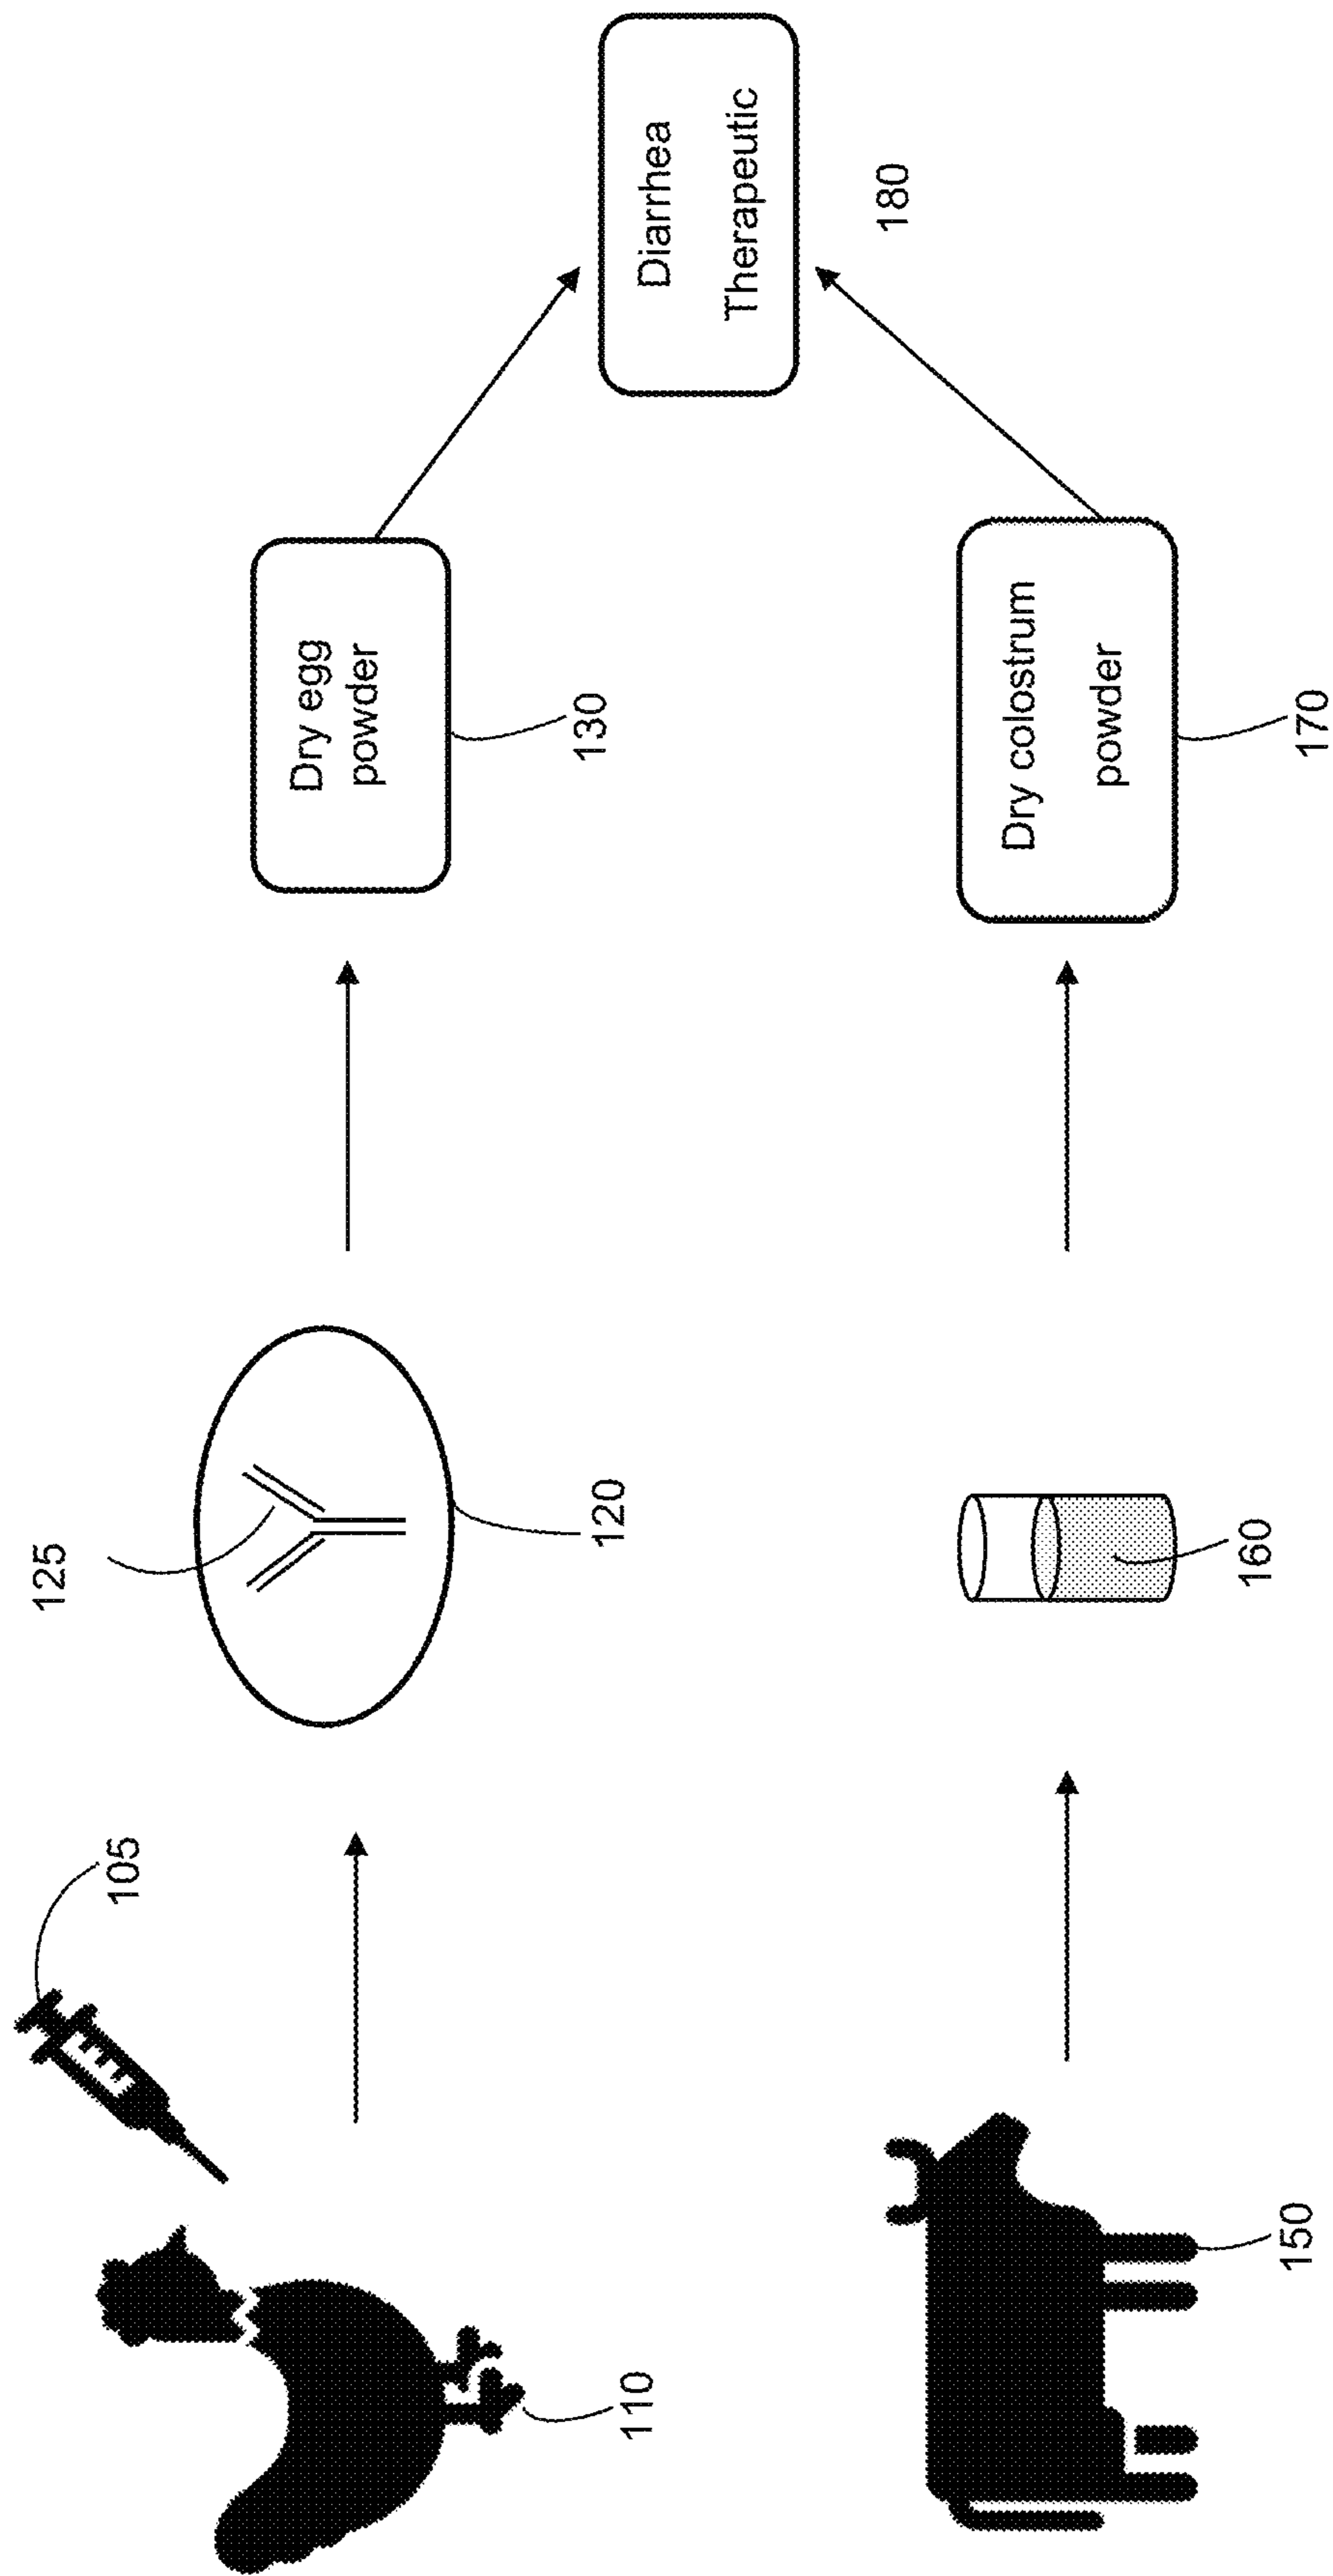 105
125
110
120
Dry egg
powder
130
Diarrhea
Therapeutic
180
150
160
Dry colostrum
powder
170